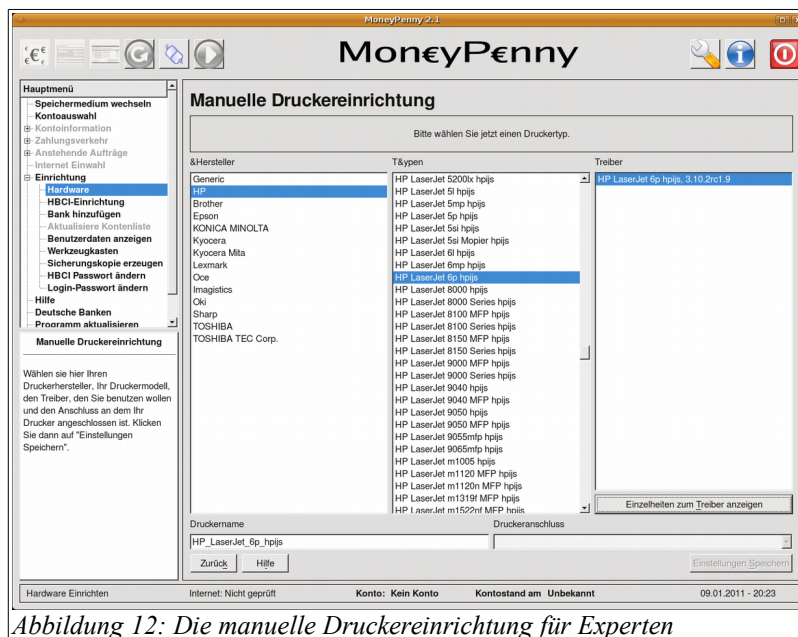 MoneyPenny 2.1
Mon€yP€nny
Hauptmenü
Speichermedium wechseln
Kontoauswahl
Kontoinformation
Zahlungsverkehr
Anstehende Aufträge
Internet Einwahl
Einrichtung
Hardware
HBCI-Einrichtung
Bank hinzufügen
Aktualisiere Kontenliste
Benutzerdaten anzeigen
Werkzeugkasten
Sicherungskopie erzeugen
HBCI Passwort ändern
Login-Passwort ändern
Hilfe
Deutsche Banken
Programm aktualisieren
Manuelle Druckereinrichtung
Wählen sie hier Ihren
Druckerhersteller, Ihr Druckermodell,
den Treiber, den Sie benutzen wollen
und den Anschluss an dem Ihr
Drucker angeschlossen ist. Klicken
Sie dann auf "Einstellungen
Speichern".
Manuelle Druckereinrichtung
Bitte wählen Sie jetzt einen Druckertyp.
&Hersteller
Generic
HP
Brother
Epson
KONICA MINOLTA
Kyocera
Kyocera Mita
Lexmark
Oce
Imagistics
Oki
Sharp
TOSHIBA
TOSHIBA TEC Corp.
T&ypen
HP LaserJet 5200lx hpijs
HP LaserJet 5l hpijs
HP LaserJet 5mp hpijs
HP LaserJet 5p hpijs
HP LaserJet 5si hpijs
HP LaserJet 5si Mopier hpijs
HP LaserJet 6l hpijs
HP LaserJet 6mp hpijs
HP LaserJet 6p hpijs
HP LaserJet 8000 hpijs
HP LaserJet 8000 Series hpijs
HP LaserJet 8100 MFP hpijs
HP LaserJet 8100 Series hpijs
HP LaserJet 8150 MFP hpijs
HP LaserJet 8150 Series hpijs
HP LaserJet 9000 MFP hpijs
HP LaserJet 9000 Series hpijs
HP LaserJet 9040 hpijs
HP LaserJet 9040 MFP hpijs
HP LaserJet 9050 hpijs
HP LaserJet 9050 MFP hpijs
HP LaserJet 9055mfp hpijs
HP LaserJet 9065mfp hpijs
HP LaserJet m1005 hpijs
HP LaserJet m1120 MFP hpijs
HP LaserJet m1120n MFP hpijs
HP LaserJet m1319f MFP hpijs
HP LaserJet m1522nf MFP hpijs
Treiber
HP LaserJet 6p hpijs, 3.10.2rc1.9
Einzelheiten zum Treiber anzeigen
Druckername
Druckeranschluss
HP_LaserJet_6p_hpijs
Zurück
Hilfe
Einstellungen Speichern
Hardware Einrichten
Internet: Nicht geprüft
Konto: Kein Konto
Kontostand am Unbekannt
09.01.2011 - 20:23
Abbildung 12: Die manuelle Druckereinrichtung für Experten